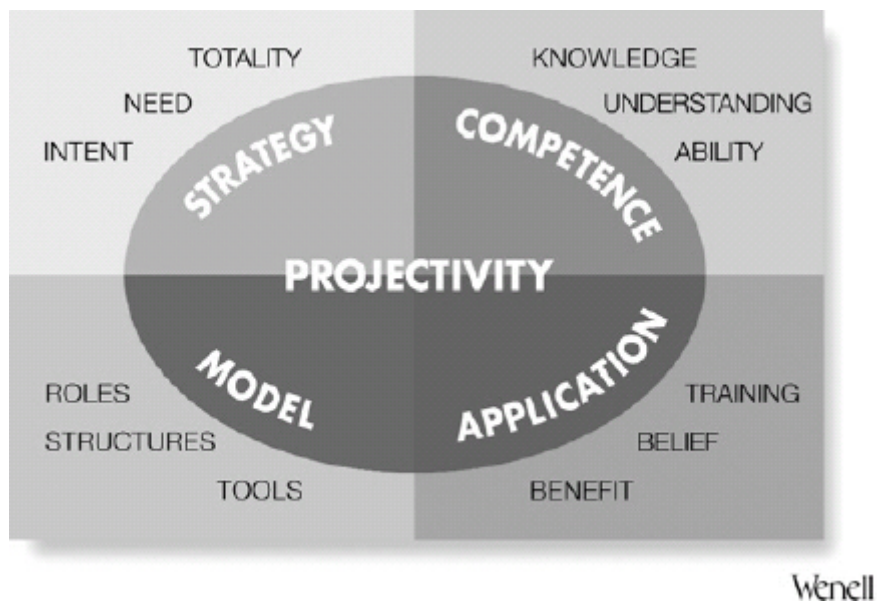 TOTALITY
NEED
INTENT
STRATEGY
KNOWLEDGE
UNDERSTANDING
ABILITY
COMPETENCE
PROJECTIVITY
MODEL
ROLES
STRUCTURES
TOOLS
APPLICATION
TRAINING
BELIEF
BENEFIT
Wenell